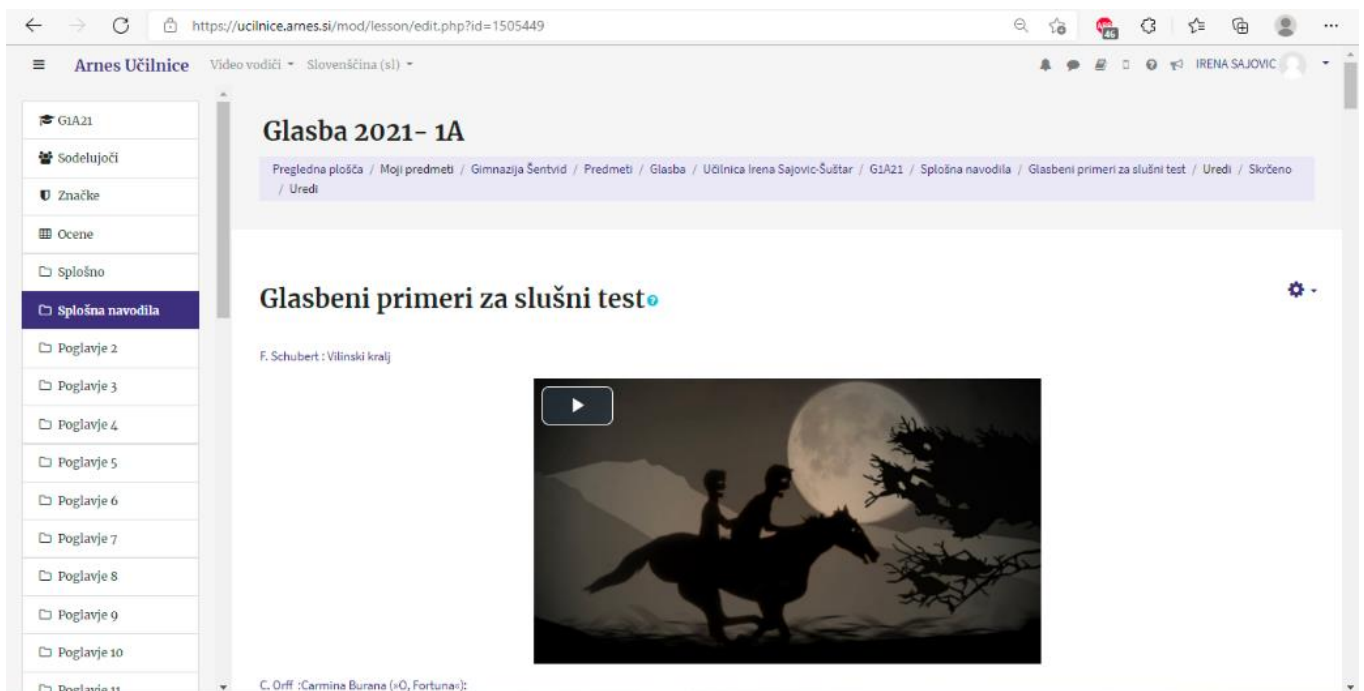 https://ucilnice.arnes.si/mod/lesson/edit.php?id=1505449
46
Arnes Učilnice Video vodiči Slovenščina (sl) IRENA SAJOVIC
G1A21
Sodelujoči
Značke
Ocene
Splošno
Splošna navodila
Poglavje 2
Poglavje 3
Poglavje 4
Poglavje 5
Poglavje 6
Poglavje 7
Poglavje 8
Poglavje 9
Poglavje 10
Poglavje 11
Glasba 2021- 1A
Pregledna plošča / Moji predmeti / Gimnazija Šentvid / Predmeti / Glasba / Učilnica Irena Sajovic-Šuštar / G1A21 / Splošna navodila / Glasbeni primeri za slušni test / Uredi / Skrčeno
/ Uredi
Glasbeni primeri za slušni test
F. Schubert : Vilinski kralj
C. Orff :Carmina Burana (»O, Fortuna«):